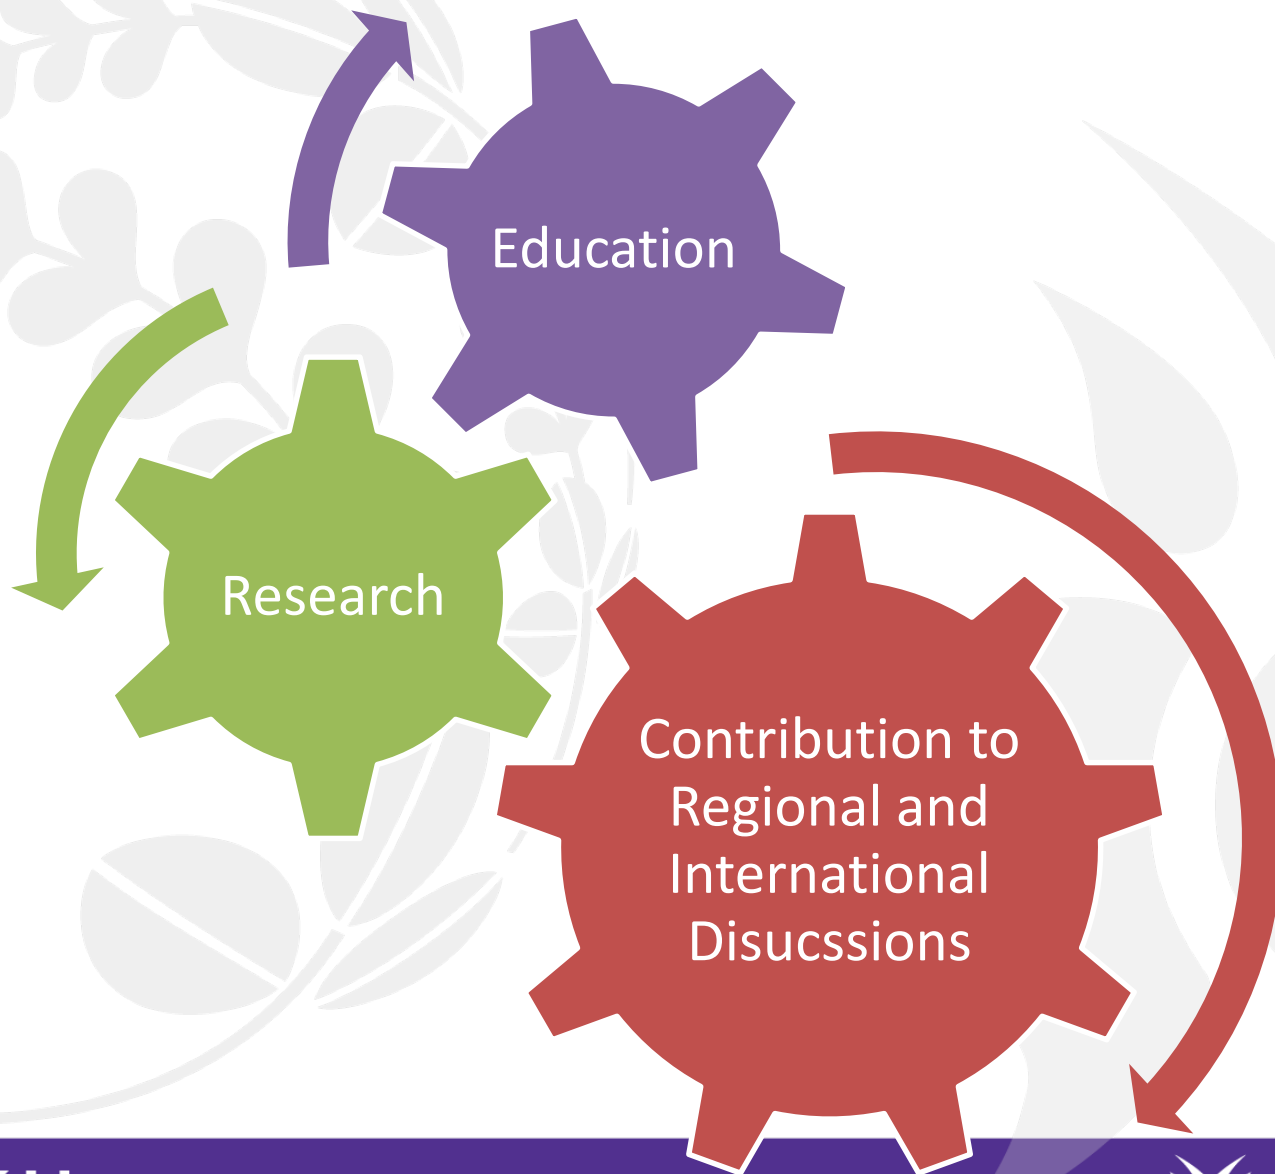 Education
Research
Contribution to
Regional and
International
Disucssions